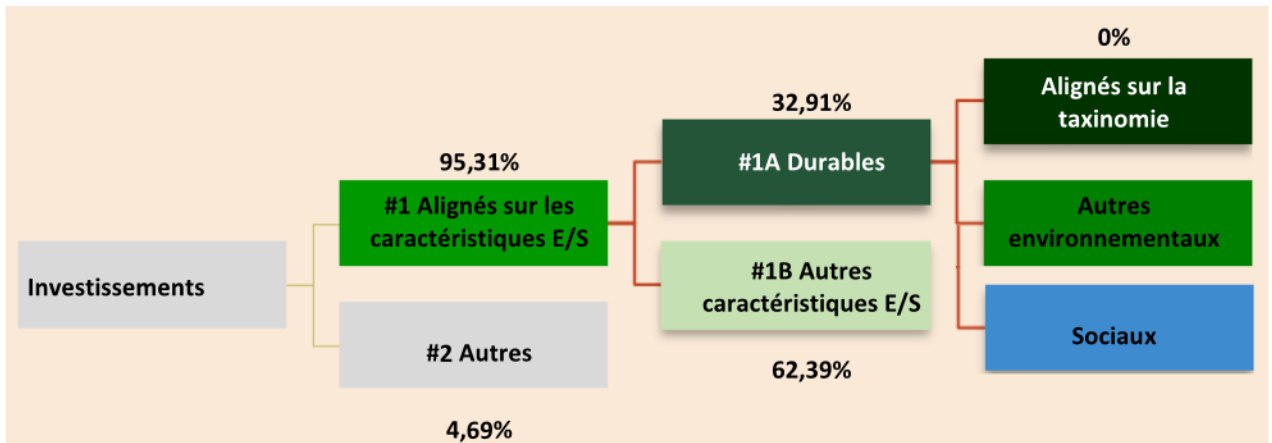 0%
Alignés sur la
taxinomie
32,91%
#1A Durables
95,31%
#1 Alignés sur les
caractéristiques E/S
Autres
environnementaux
#1B Autres
caractéristiques E/S
Investissements
Sociaux
#2 Autres
62,39%
4,69%